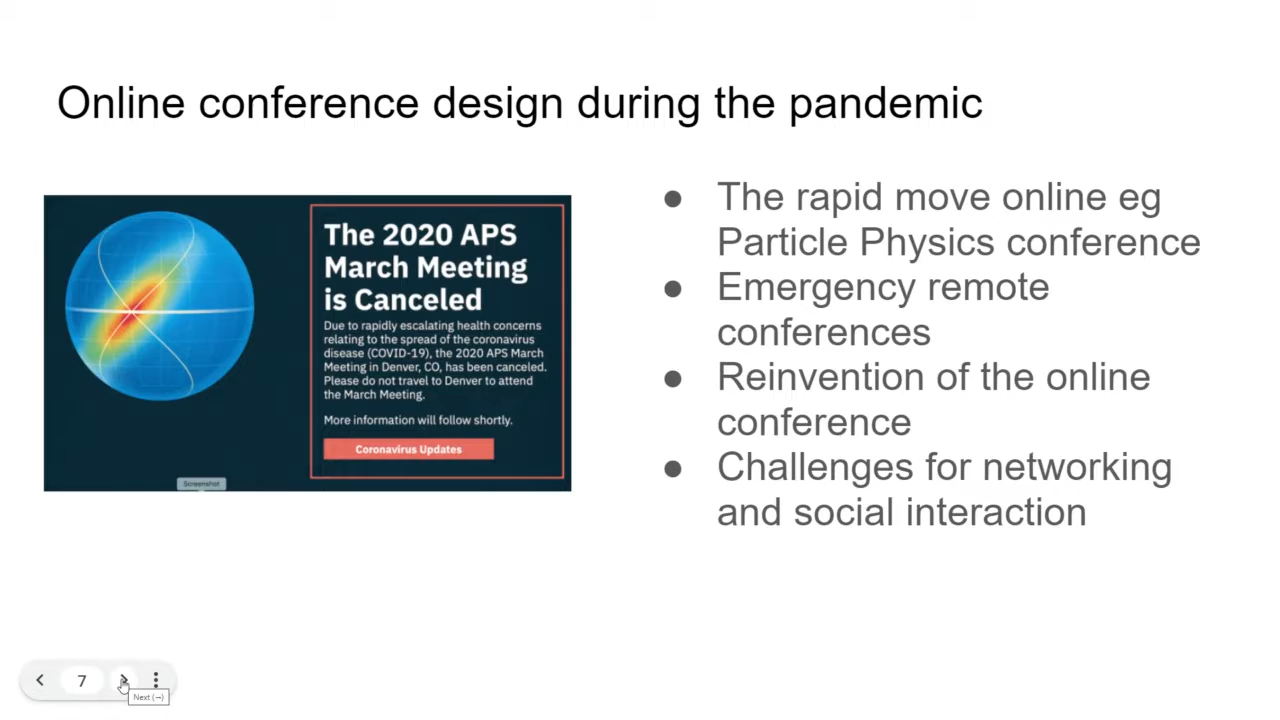 Online conference design during the pandemic
The 2020 APS
March Meeting
is Canceled
Due to rapidly escalating health concerns
relating to the spread of the coronavirus
disease (COVID-19), the 2020 APS March
Meeting in Denver, CO, has been canceled.
Please do not travel to Denver to attend
the March Meeting.
More information will follow shortly.
Coronavirus Updates
Screenshot
● The rapid move online eg
Particle Physics conference
● Emergency remote
conferences
● Reinvention of the online
conference
● Challenges for networking
and social interaction
7
Next (→)